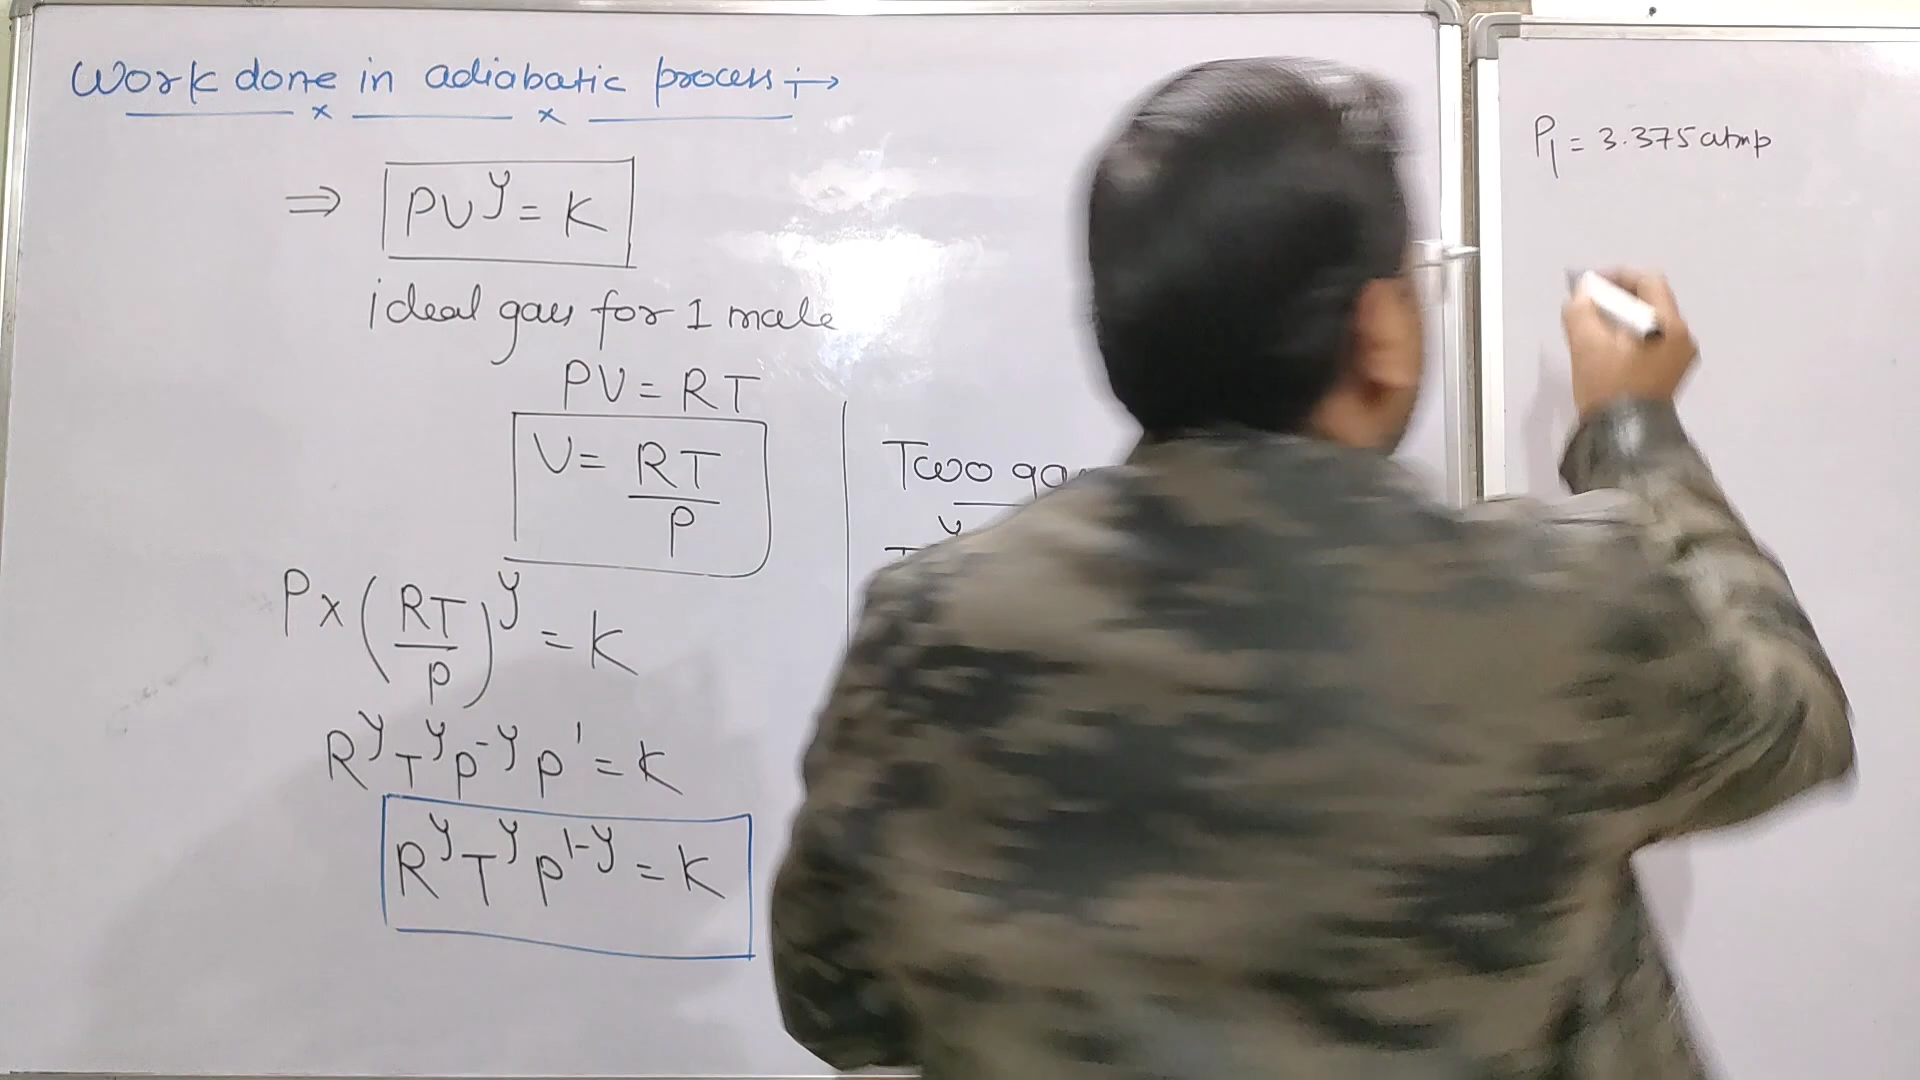 Work done in adiabatic process :→
⇒ PV^γ = K
ideal gas for 1 mole
PV = RT
V = RT/P
P x (RT/P)^γ = K
R^γ T^γ P^-γ P^1 = K
R^γ T^γ P^1-γ = K
Two
P1 = 3.375 atmp